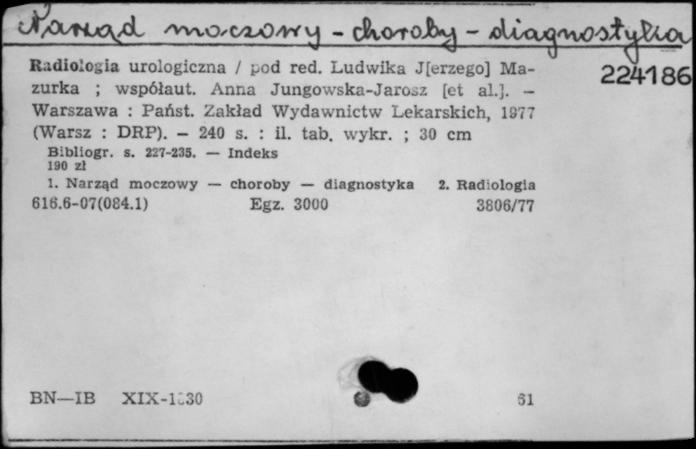 Narząd moczowy - choroby - diagnostyka
Radiologia urologiczna / pod red. Ludwika J[erzego] Ma-
224186
zurka ; współaut. Anna Jungowska-Jarosz [et al.]. —
Warszawa : Państ. Zakład Wydawnictw Lekarskich, 1977
(Warsz : DRP). — 240 s. : il. tab. wykr. ; 30 cm
Bibliogr. s. 227-235. — Indeks
190 zł
1. Narząd moczowy — choroby — diagnostyka 2. Radiologia
616.6-07(084.1) Egz. 3000 3806/77
BN—IB 61